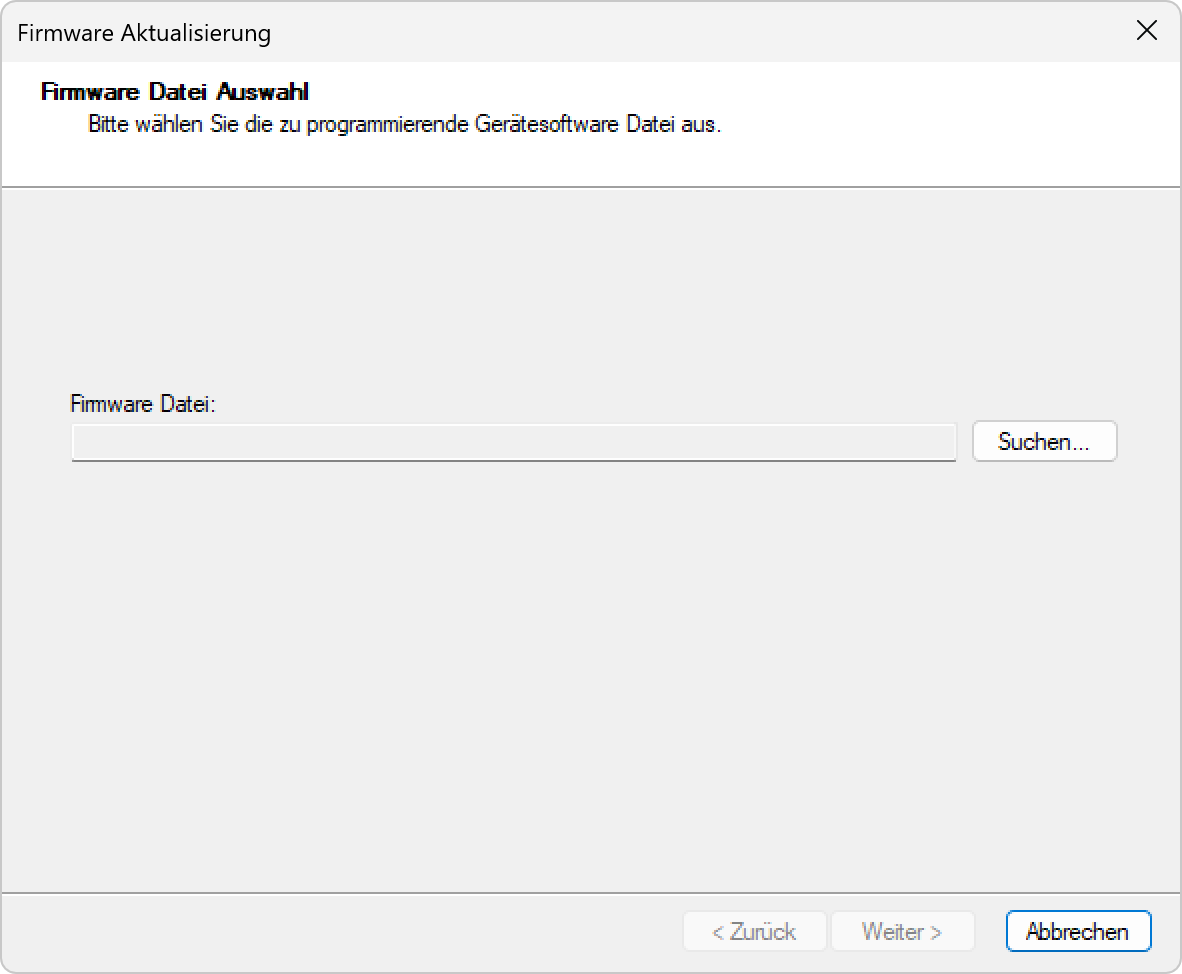 Firmware Aktualisierung
Firmware Datei Auswahl
Bitte wählen Sie die zu programmierende Gerätesoftware Datei aus.
Firmware Datei:
Suchen...
< Zurück
Weiter >
Abbrechen